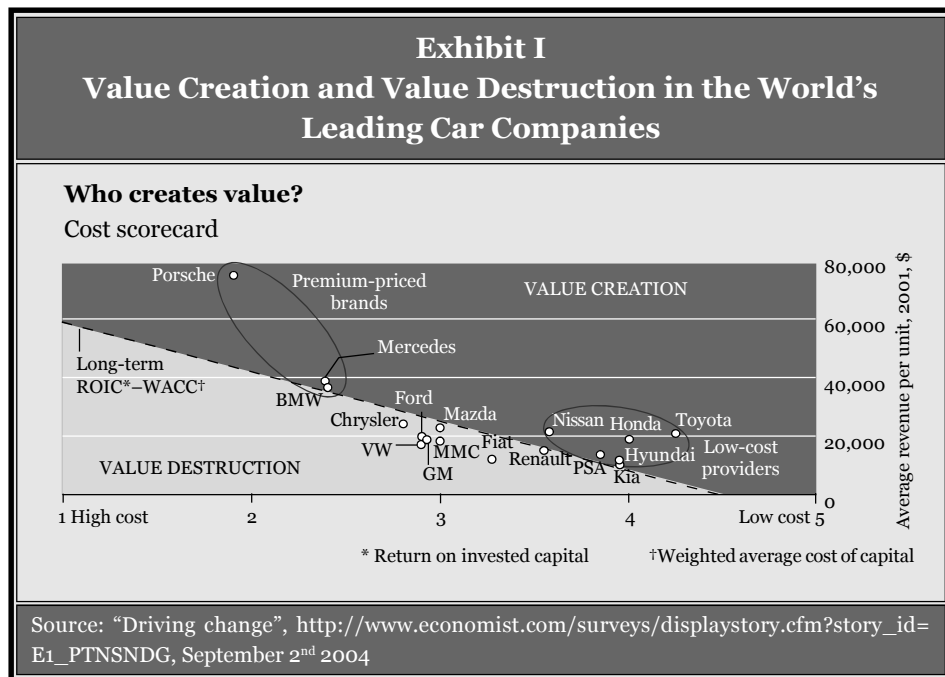 Exhibit I
Value Creation and Value Destruction in the World's
Leading Car Companies
Who creates value?
Cost scorecard
Porsche
Premium-priced
brands
VALUE CREATION
80,000
60,000
40,000
20,000
0
Average revenue per unit, 2001, $
Long-term
ROIC*–WACC†
Mercedes
BMW
Ford
Chrysler
Mazda
Nissan
Honda
Toyota
VW
MMC
Fiat
Renault
PSA
Hyundai
Low-cost
providers
GM
Kia
VALUE DESTRUCTION
1 High cost
2
3
4
Low cost 5
* Return on invested capital
†Weighted average cost of capital
Source: “Driving change”, http://www.economist.com/surveys/displaystory.cfm?story_id=
E1_PTNSNDG, September 2nd 2004